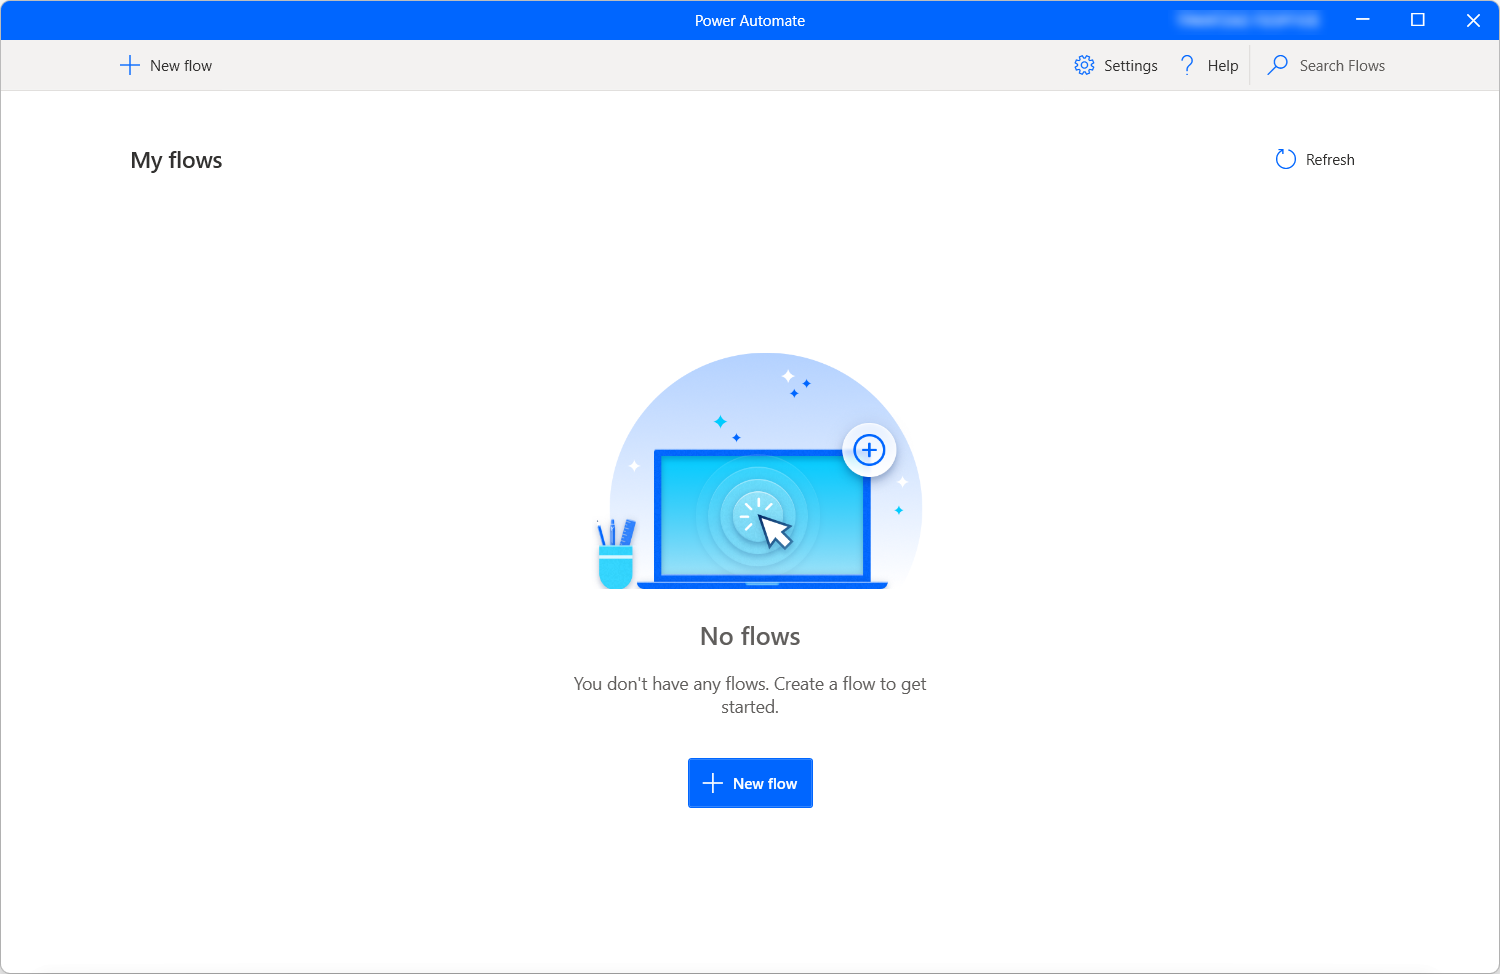 Power Automate
New flow
Settings
Help
Search Flows
My flows
Refresh
No flows
You don't have any flows. Create a flow to get
started.
New flow